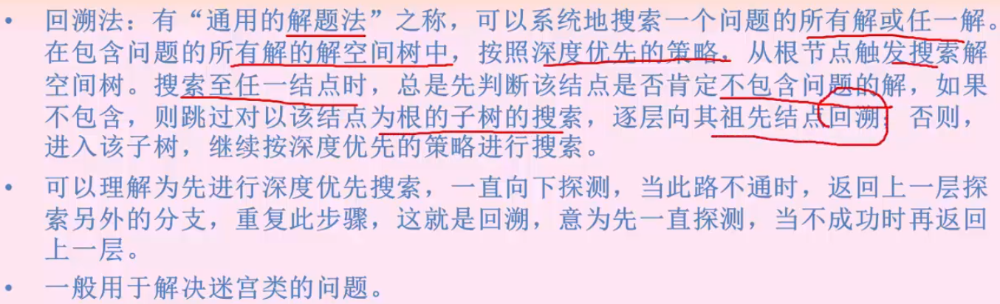 • 回溯法：有“通用的解题法”之称，可以系统地搜索一个问题的所有解或任一解。
在包含问题的所有解的解空间树中，按照深度优先的策略，从根节点触发搜索解
空间树。搜索至任一结点时，总是先判断该结点是否肯定不包含问题的解，如果
不包含，则跳过对以该结点为根的子树的搜索，逐层向其祖先结点回溯；否则，
进入该子树，继续按深度优先的策略进行搜索。
• 可以理解为先进行深度优先搜索，一直向下探测，当此路不通时，返回上一层探
索另外的分支，重复此步骤，这就是回溯，意为先一直探测，当不成功时再返回
上一层。
• 一般用于解决迷宫类的问题。